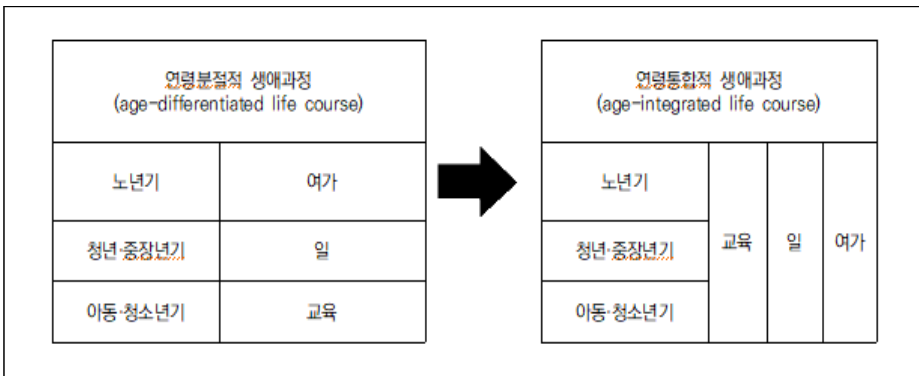 연령분절적 생애과정
(age-differentiated life course)
노년기 여가
청년·중장년기 일
아동·청소년기 교육
연령통합적 생애과정
(age-integrated life course)
노년기
청년·중장년기
아동·청소년기
교육 일 여가